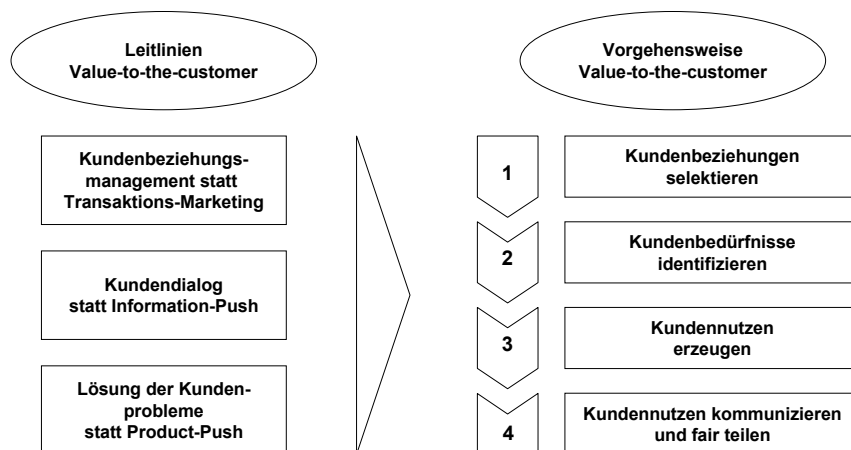 Leitlinien
Value-to-the-customer
Kundenbeziehungs-
management statt
Transaktions-Marketing
Kundendialog
statt Information-Push
Lösung der Kunden-
probleme
statt Product-Push
Vorgehensweise
Value-to-the-customer
1
Kundenbeziehungen
selektieren
2
Kundenbedürfnisse
identifizieren
3
Kundennutzen
erzeugen
4
Kundennutzen kommunizieren
und fair teilen